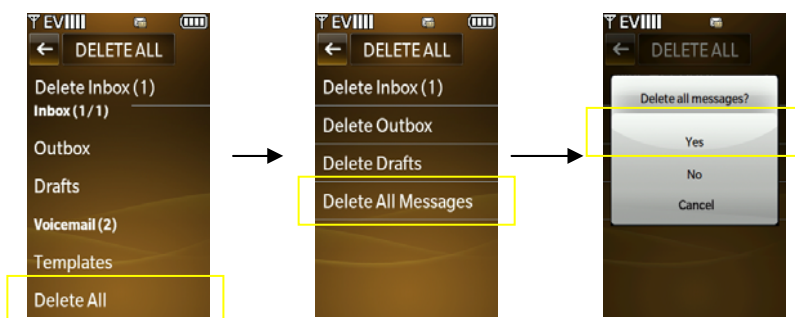 EV
DELETE ALL
Delete Inbox (1)
Inbox (1/1)
Outbox
Drafts
Voicemail (2)
Templates
Delete All
EV
DELETE ALL
Delete Inbox (1)
Delete Outbox
Delete Drafts
Delete All Messages
EV
DELETE ALL
Delete all messages?
Yes
No
Cancel